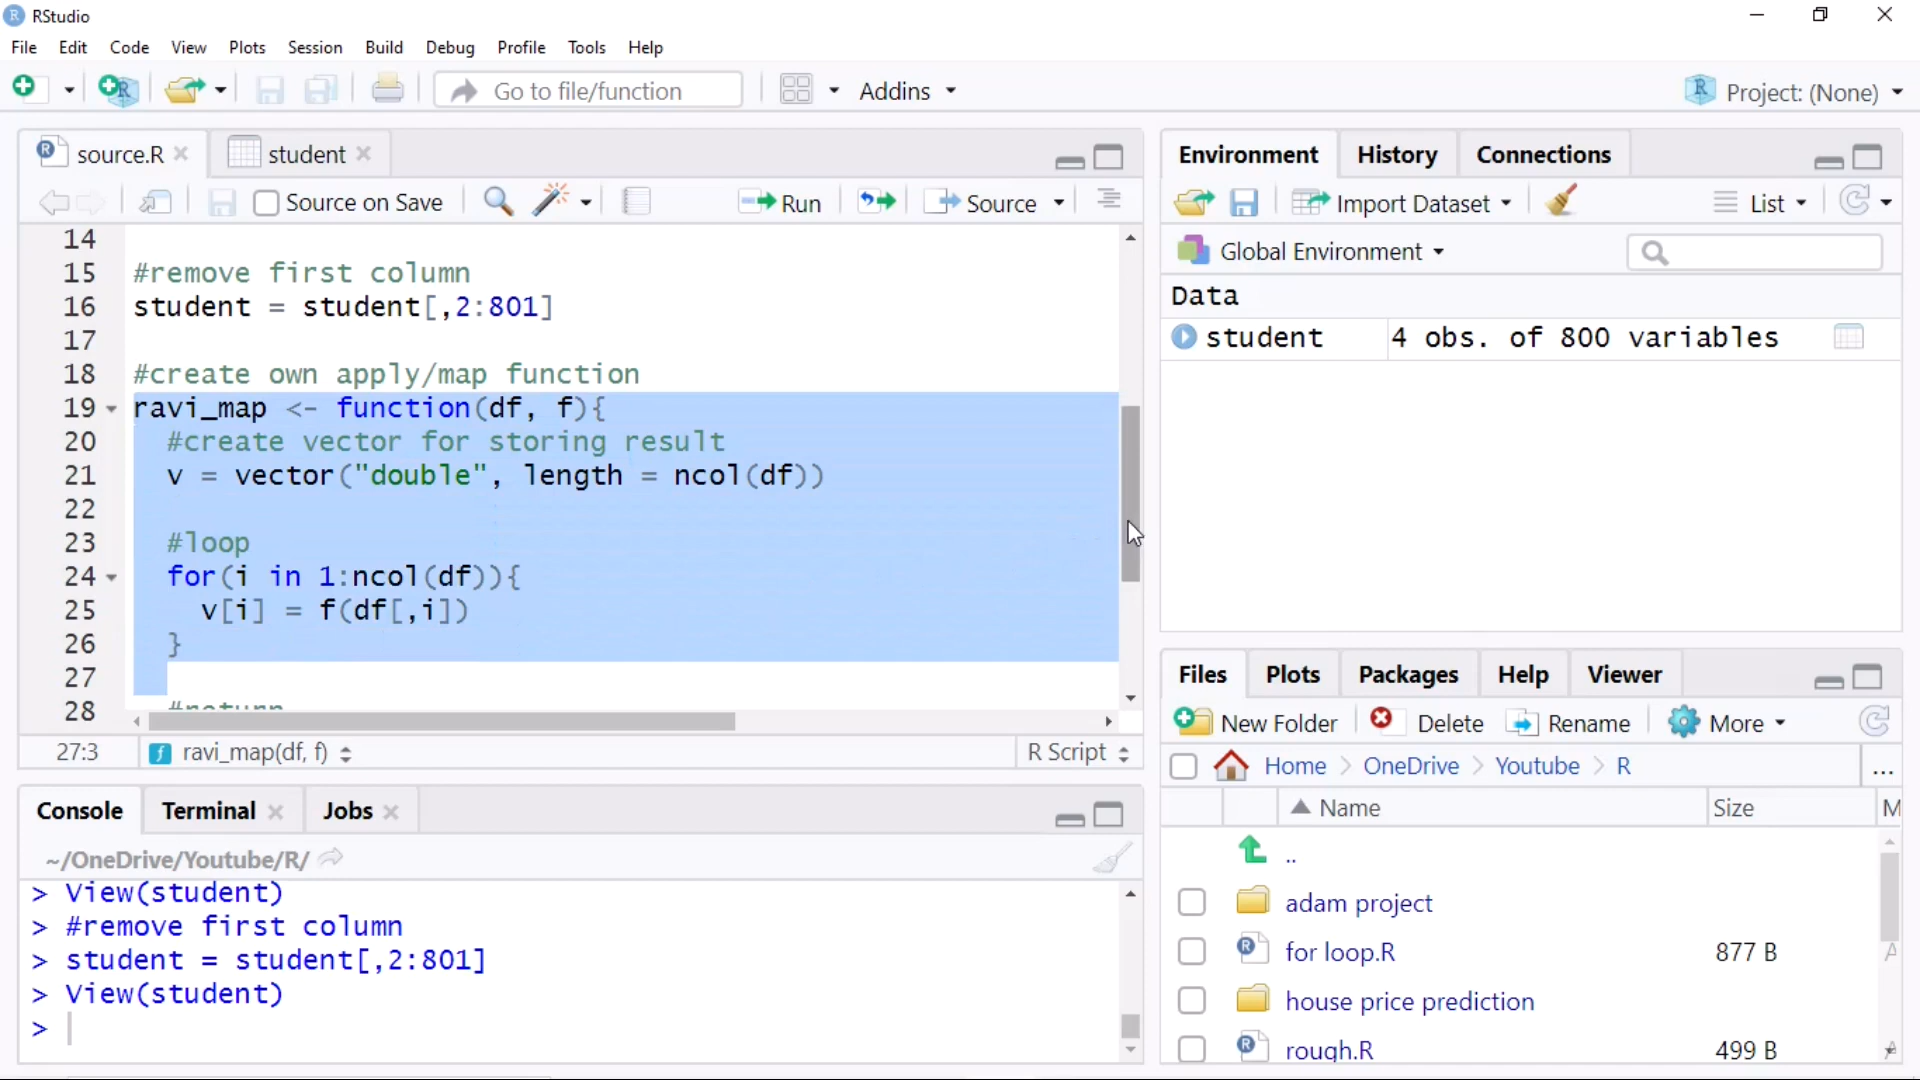 RStudio
File Edit Code View Plots Session Build Debug Profile Tools Help
Go to file/function Addins Project: (None)
source.R student
Source on Save Run Source
14
15 #remove first column
16 student = student[,2:801]
17
18 #create own apply/map function
19 ravi_map <- function(df, f){
20 #create vector for storing result
21 v = vector("double", length = ncol(df))
22
23 #loop
24 for(i in 1:ncol(df)){
25 v[i] = f(df[,i])
26 }
27
28 #return
27:3 ravi_map(df, f) R Script
Console Terminal Jobs
~/OneDrive/Youtube/R/
> View(student)
> #remove first column
> student = student[,2:801]
> View(student)
>
Environment History Connections
Import Dataset List
Global Environment
Data
student 4 obs. of 800 variables
Files Plots Packages Help Viewer
New Folder Delete Rename More
Home OneDrive Youtube R ...
Name Size M
..
adam project
for loop.R 877 B A
house price prediction
rough.R 499 B